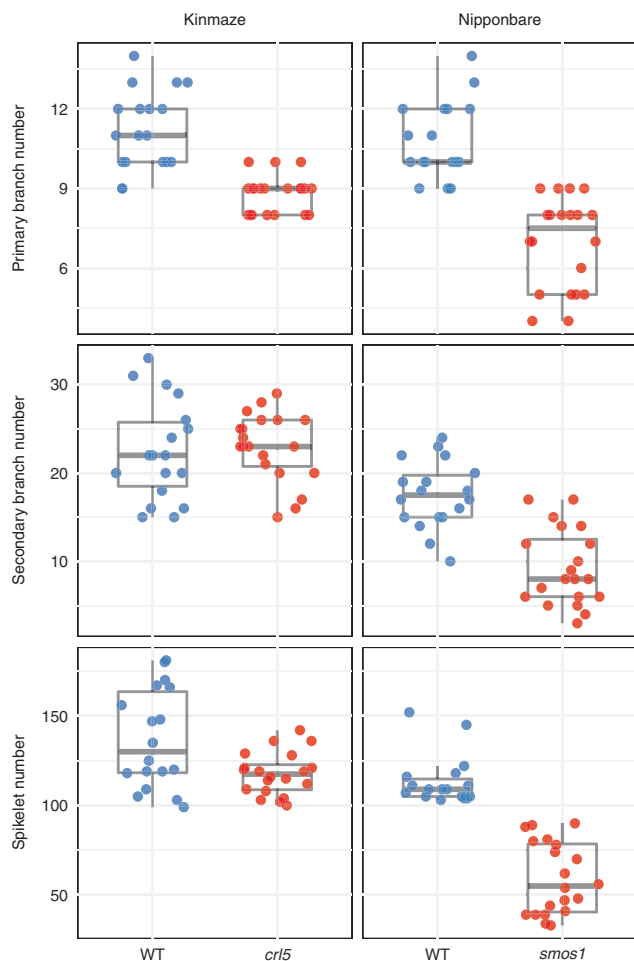 Kinmaze Nipponbare
Primary branch number
12
9
6
Secondary branch number
30
20
10
Spikelet number
150
100
50
WT crl5 WT smos1